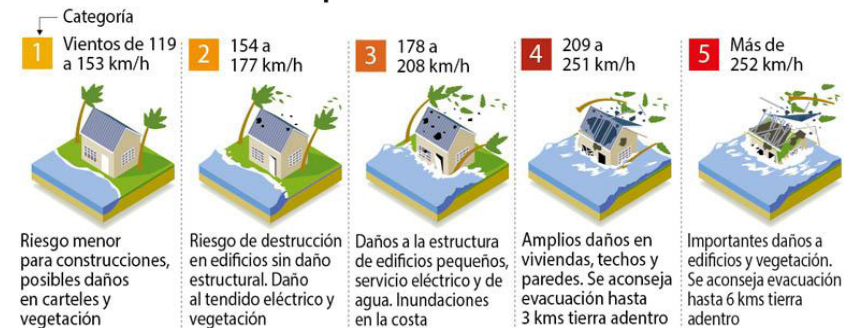 Categoría
1 Vientos de 119
a 153 km/h
2 154 a
177 km/h
3 178 a
208 km/h
4 209 a
251 km/h
5 Más de
252 km/h
Riesgo menor
para construcciones,
posibles daños
en carteles y
vegetación
Riesgo de destrucción
en edificios sin daño
estructural. Daño
al tendido eléctrico y
vegetación
Daños a la estructura
de edificios pequeños,
servicio eléctrico y de
agua. Inundaciones
en la costa
Amplios daños en
viviendas, techos y
paredes. Se aconseja
evacuación hasta
3 kms tierra adentro
Importantes daños a
edificios y vegetación.
Se aconseja evacuación
hasta 6 kms tierra
adentro